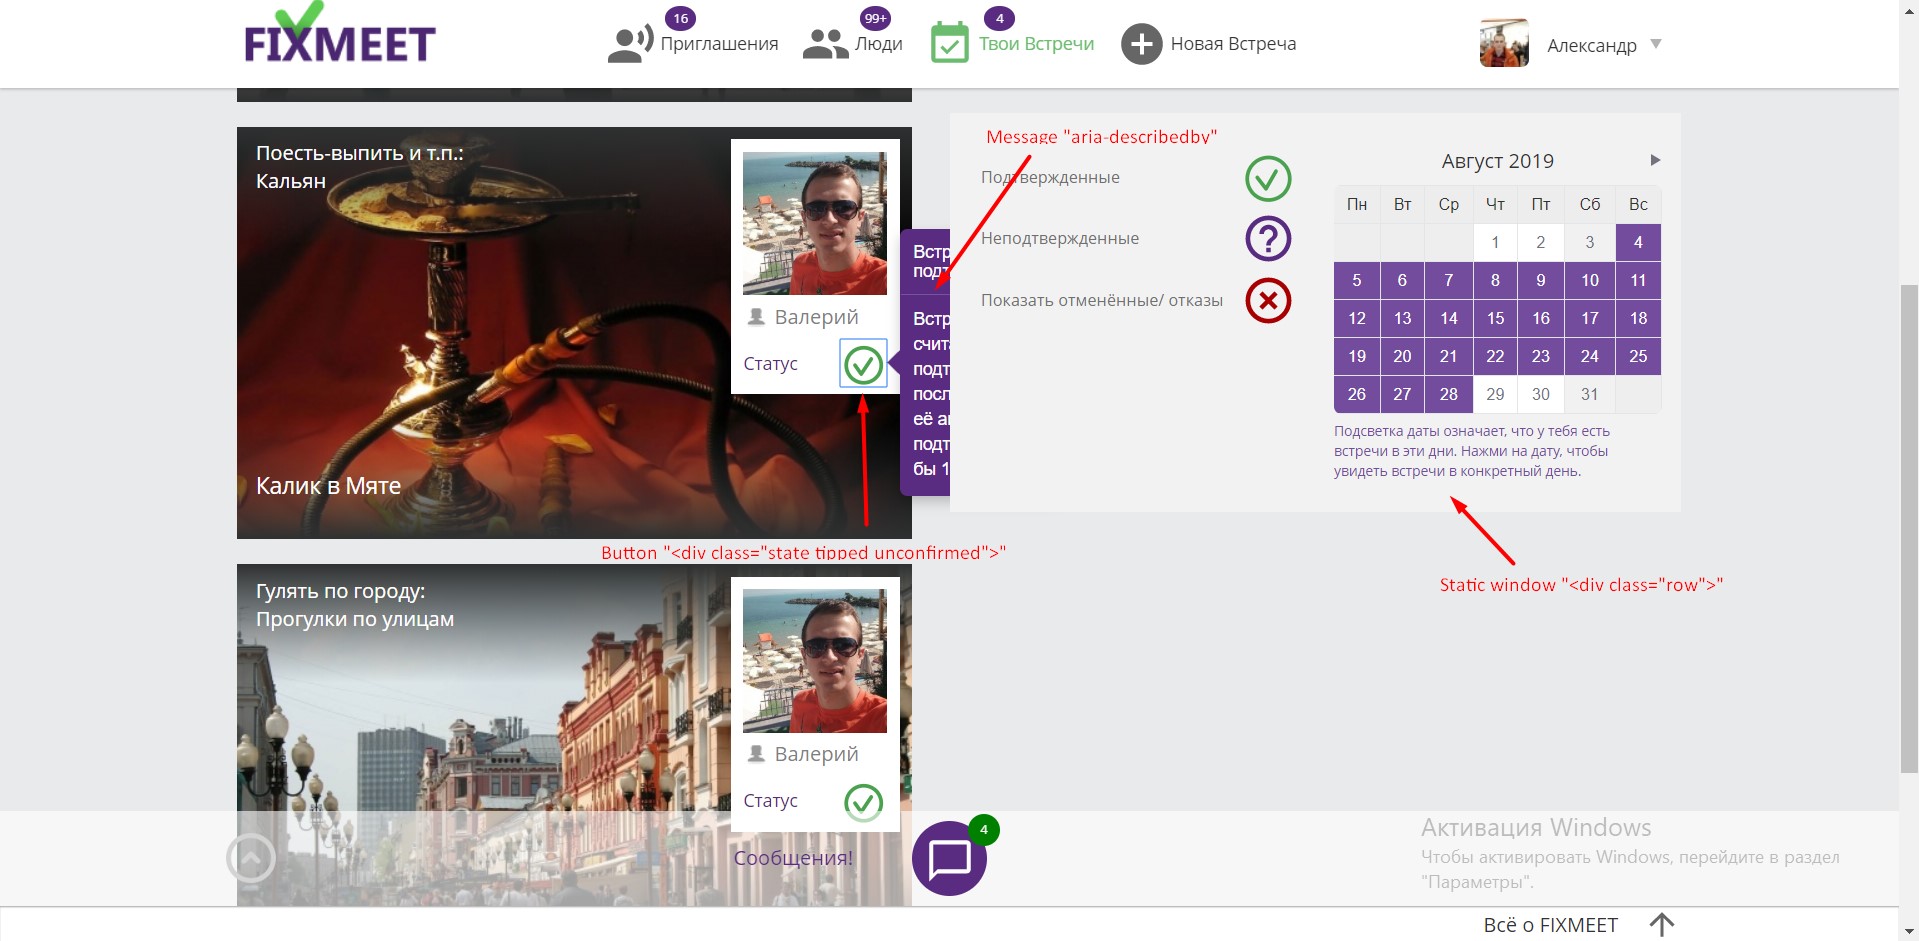 FIXMEET
16
Приглашения
99+
Люди
4
Твои Встречи
Новая Встреча
Александр
Поесть-выпить и т.п.:
Кальян
Валерий
Статус
Калик в Мяте
Встр
подт
Встр
счита
подт
посл
её а
подт
бы 1
Message "aria-describedby"
Подтвержденные
Неподтвержденные
Показать отменённые/ отказы
Август 2019
Пн Вт Ср Чт Пт Сб Вс
1 2 3 4
5 6 7 8 9 10 11
12 13 14 15 16 17 18
19 20 21 22 23 24 25
26 27 28 29 30 31
Подсветка даты означает, что у тебя есть
встречи в эти дни. Нажми на дату, чтобы
увидеть встречи в конкретный день.
Button "<div class="state tipped unconfirmed">"
Static window "<div class="row">"
Гулять по городу:
Прогулки по улицам
Валерий
Статус
Сообщения!
4
Активация Windows
Чтобы активировать Windows, перейдите в раздел
"Параметры".
Всё о FIXMEET